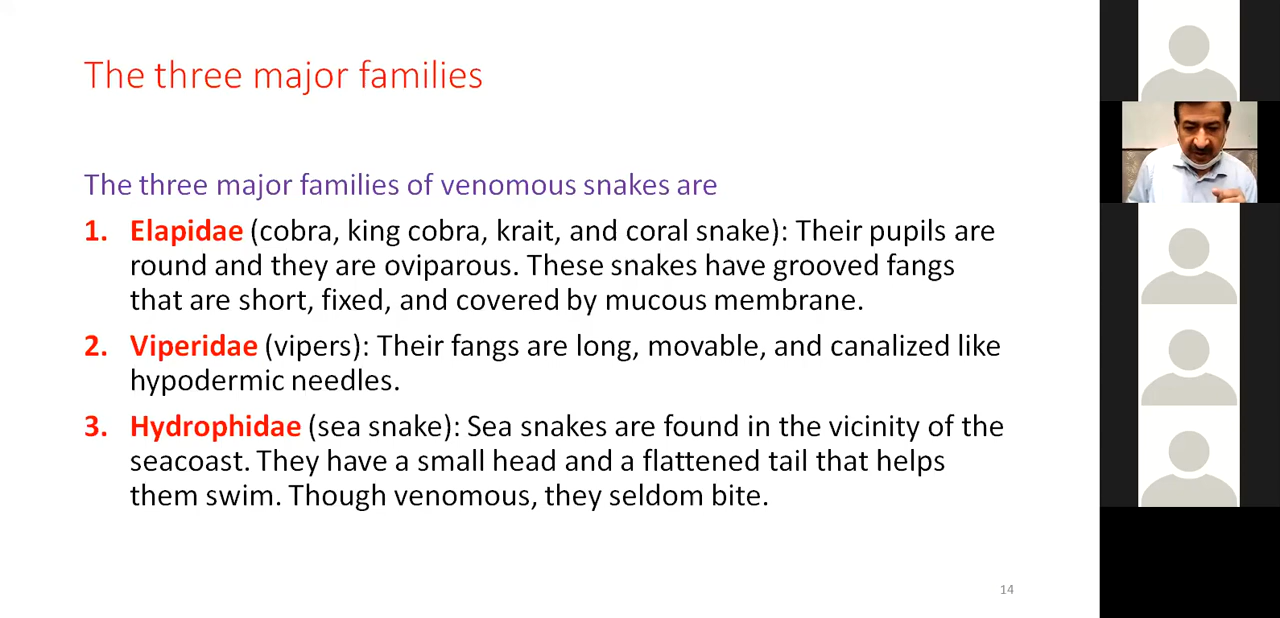 The three major families
The three major families of venomous snakes are
1. Elapidae (cobra, king cobra, krait, and coral snake): Their pupils are
round and they are oviparous. These snakes have grooved fangs
that are short, fixed, and covered by mucous membrane.
2. Viperidae (vipers): Their fangs are long, movable, and canalized like
hypodermic needles.
3. Hydrophidae (sea snake): Sea snakes are found in the vicinity of the
seacoast. They have a small head and a flattened tail that helps
them swim. Though venomous, they seldom bite.
14